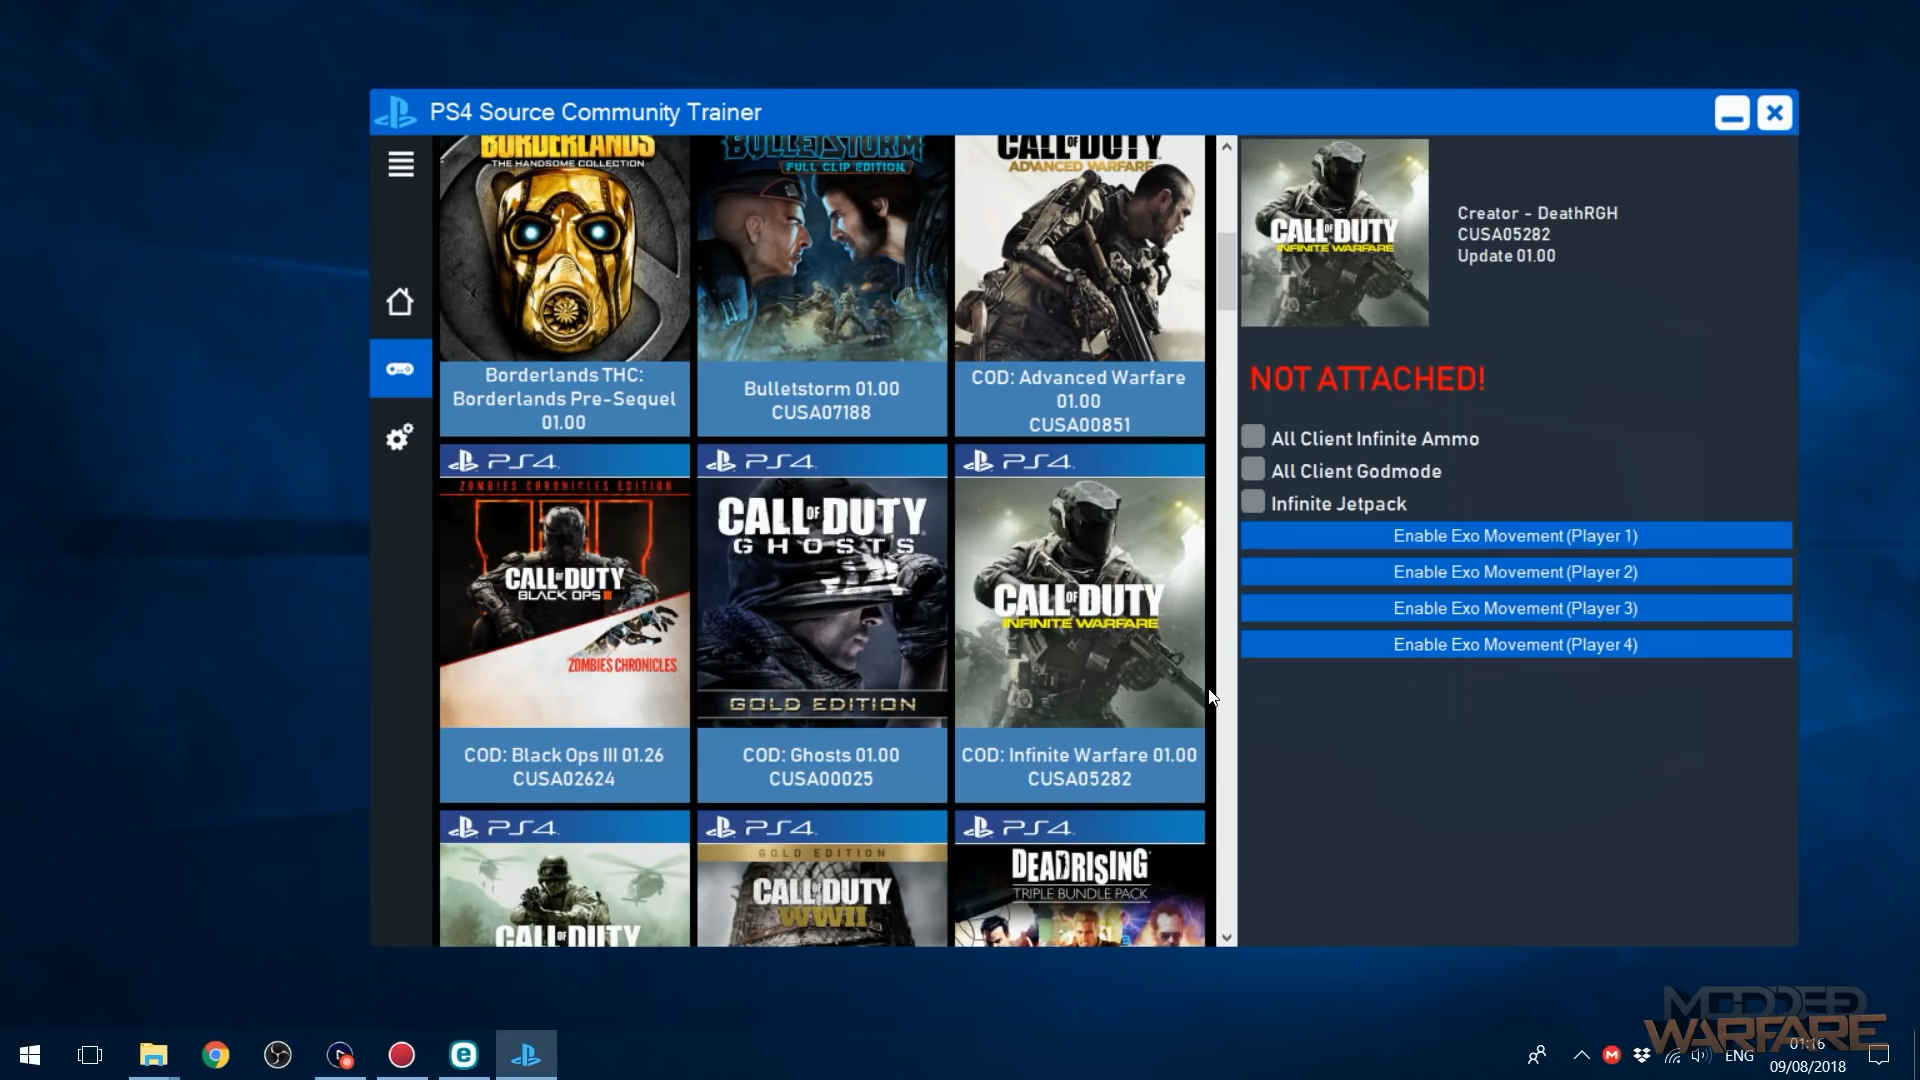 PS4 Source Community Trainer
BORDERLANDS
THE HANDSOME COLLECTION
BULLETSTORM
FULL CLIP EDITION
CALL OF DUTY
ADVANCED WARFARE
Borderlands THC:
Borderlands Pre-Sequel
01.00
Bulletstorm 01.00
CUSA07188
COD: Advanced Warfare
01.00
CUSA00851
PS4
PS4
PS4
ZOMBIES CHRONICLES EDITION
CALL OF DUTY
BLACK OPS III
ZOMBIES CHRONICLES
CALL OF DUTY
GHOSTS
GOLD EDITION
CALL OF DUTY
INFINITE WARFARE
COD: Black Ops III 01.26
CUSA02624
COD: Ghosts 01.00
CUSA00025
COD: Infinite Warfare 01.00
CUSA05282
PS4
PS4
PS4
CALL OF DUTY
GOLD EDITION
CALL OF DUTY
WWII
DEADRISING
TRIPLE BUNDLE PACK
CALL OF DUTY
INFINITE WARFARE
Creator - DeathRGH
CUSA05282
Update 01.00
NOT ATTACHED!
All Client Infinite Ammo
All Client Godmode
Infinite Jetpack
Enable Exo Movement (Player 1)
Enable Exo Movement (Player 2)
Enable Exo Movement (Player 3)
Enable Exo Movement (Player 4)
MODDED
WARFARE
ENG
01:16
09/08/2018